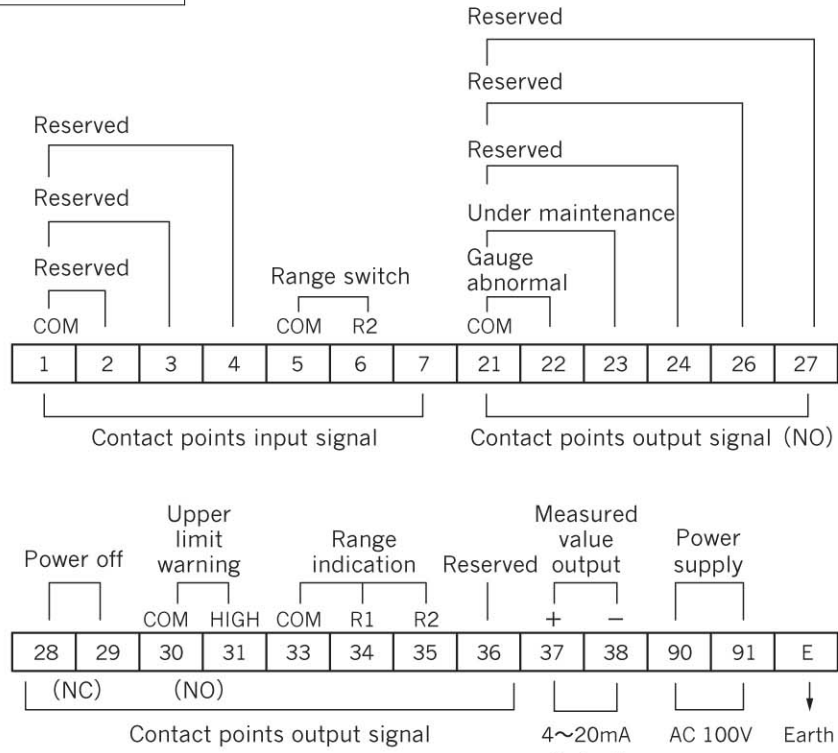 Reserved
Reserved
Reserved
Reserved
Reserved
Reserved
Under maintenance
Reserved
Range switch
Gauge
abnormal
COM
COM R2
COM
1 2 3 4 5 6 7 21 22 23 24 26 27
Contact points input signal
Contact points output signal (NO)
Upper
limit
warning
Measured
value
output
Power off
Range
indication
Reserved
Power
supply
COM HIGH COM R1 R2 + −
28 29 30 31 33 34 35 36 37 38 90 91 E
(NC) (NO)
Contact points output signal
4~20mA
AC 100V
Earth